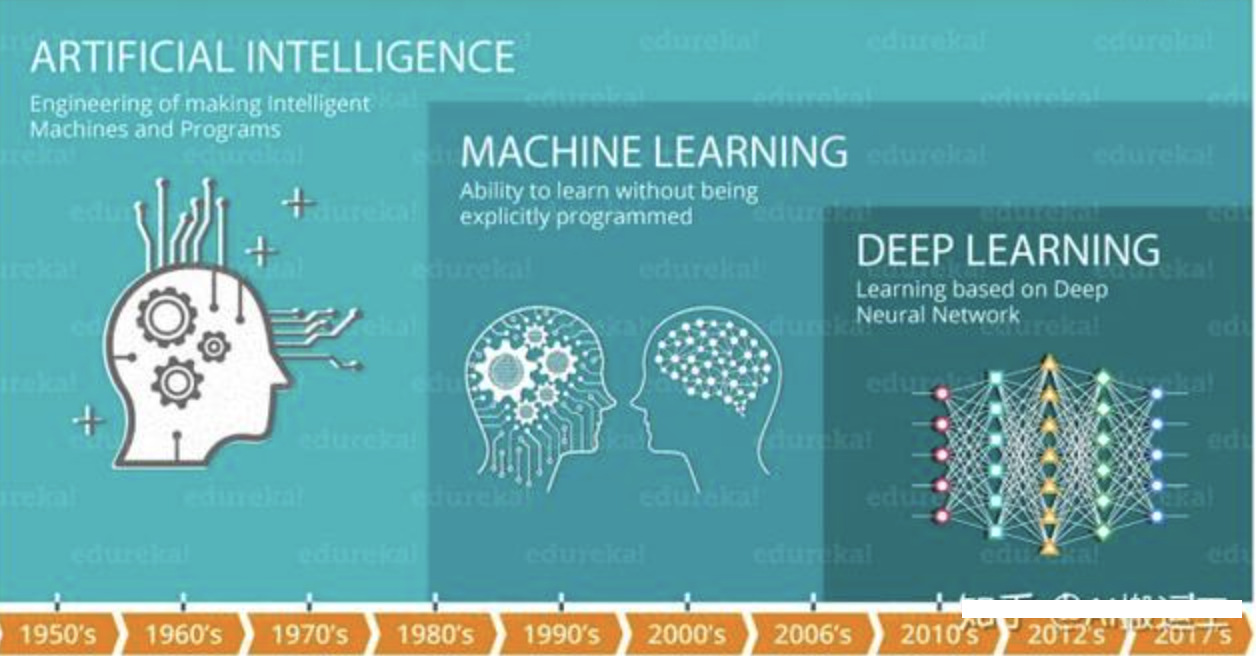 ARTIFICIAL INTELLIGENCE
Engineering of making Intelligent
Machines and Programs
MACHINE LEARNING
Ability to learn without being
explicitly programmed
DEEP LEARNING
Learning based on Deep
Neural Network
edureka!
1950's 1960's 1970's 1980's 1990's 2000's 2006's 2010's 2012's 2017's